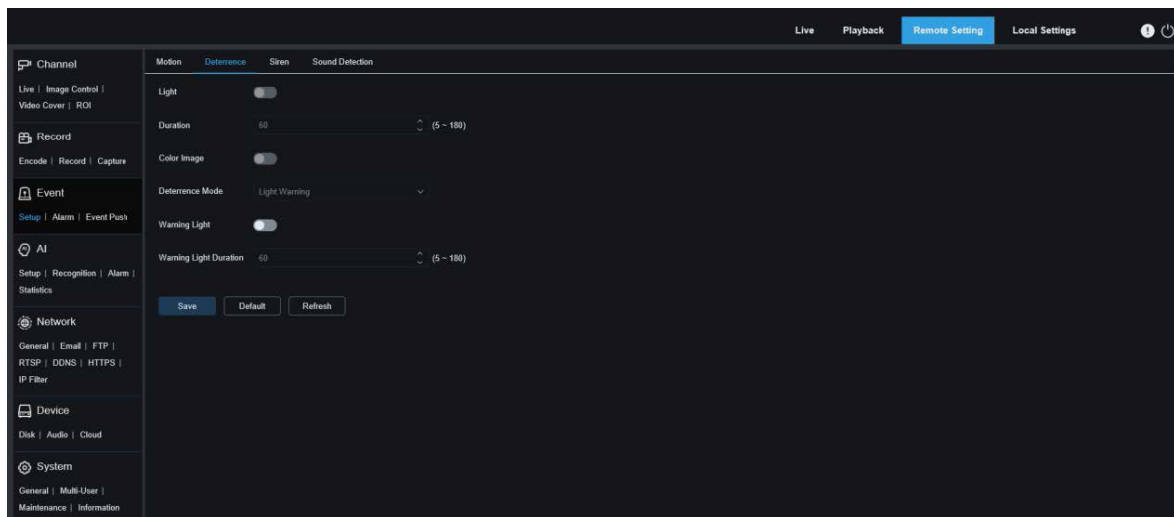 Live Playback Remote Setting Local Settings
Channel
Live | Image Control |
Video Cover | ROI
Record
Encode | Record | Capture
Event
Setup | Alarm | Event Push
AI
Setup | Recognition | Alarm |
Statistics
Network
General | Email | FTP |
RTSP | DDNS | HTTPS |
IP Filter
Device
Disk | Audio | Cloud
System
General | Multi-User |
Maintenance | Information
Motion Deterrence Siren Sound Detection
Light
Duration 60 (5 ~ 180)
Color Image
Deterrence Mode Light Warning
Warning Light
Warning Light Duration 60 (5 ~ 180)
Save Default Refresh